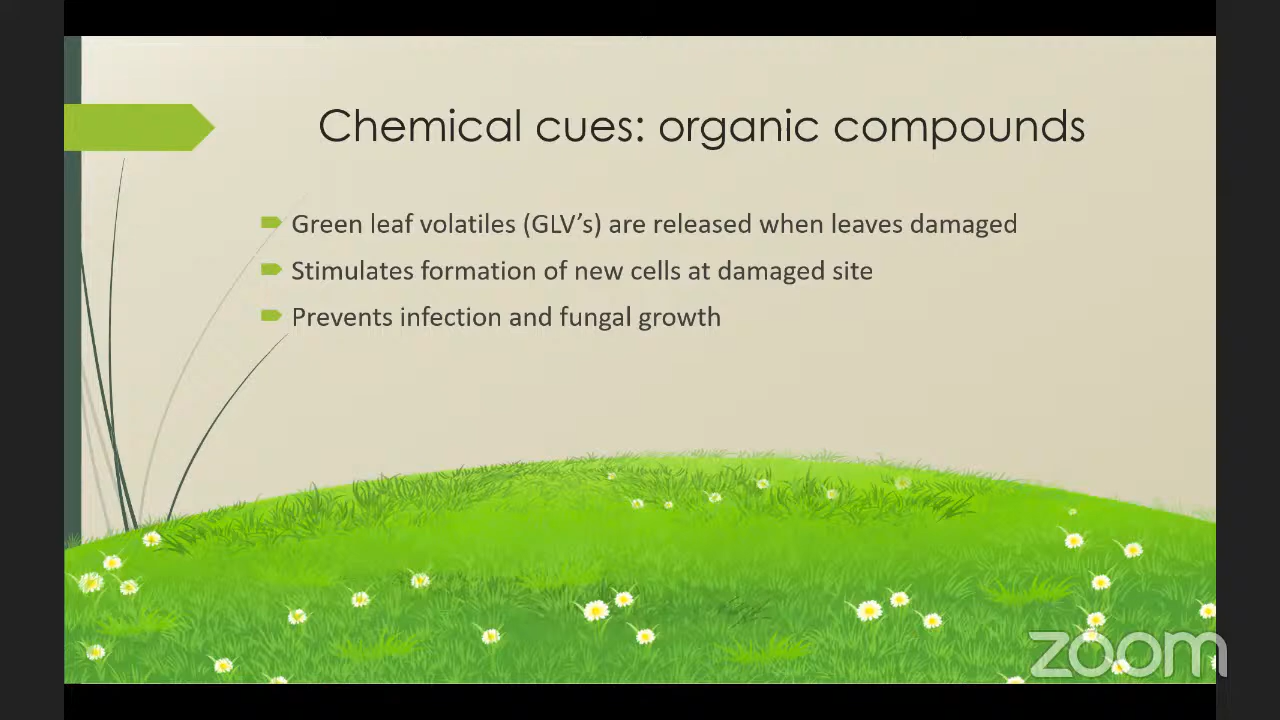 Chemical cues: organic compounds
Green leaf volatiles (GLV’s) are released when leaves damaged
Stimulates formation of new cells at damaged site
Prevents infection and fungal growth
zoom